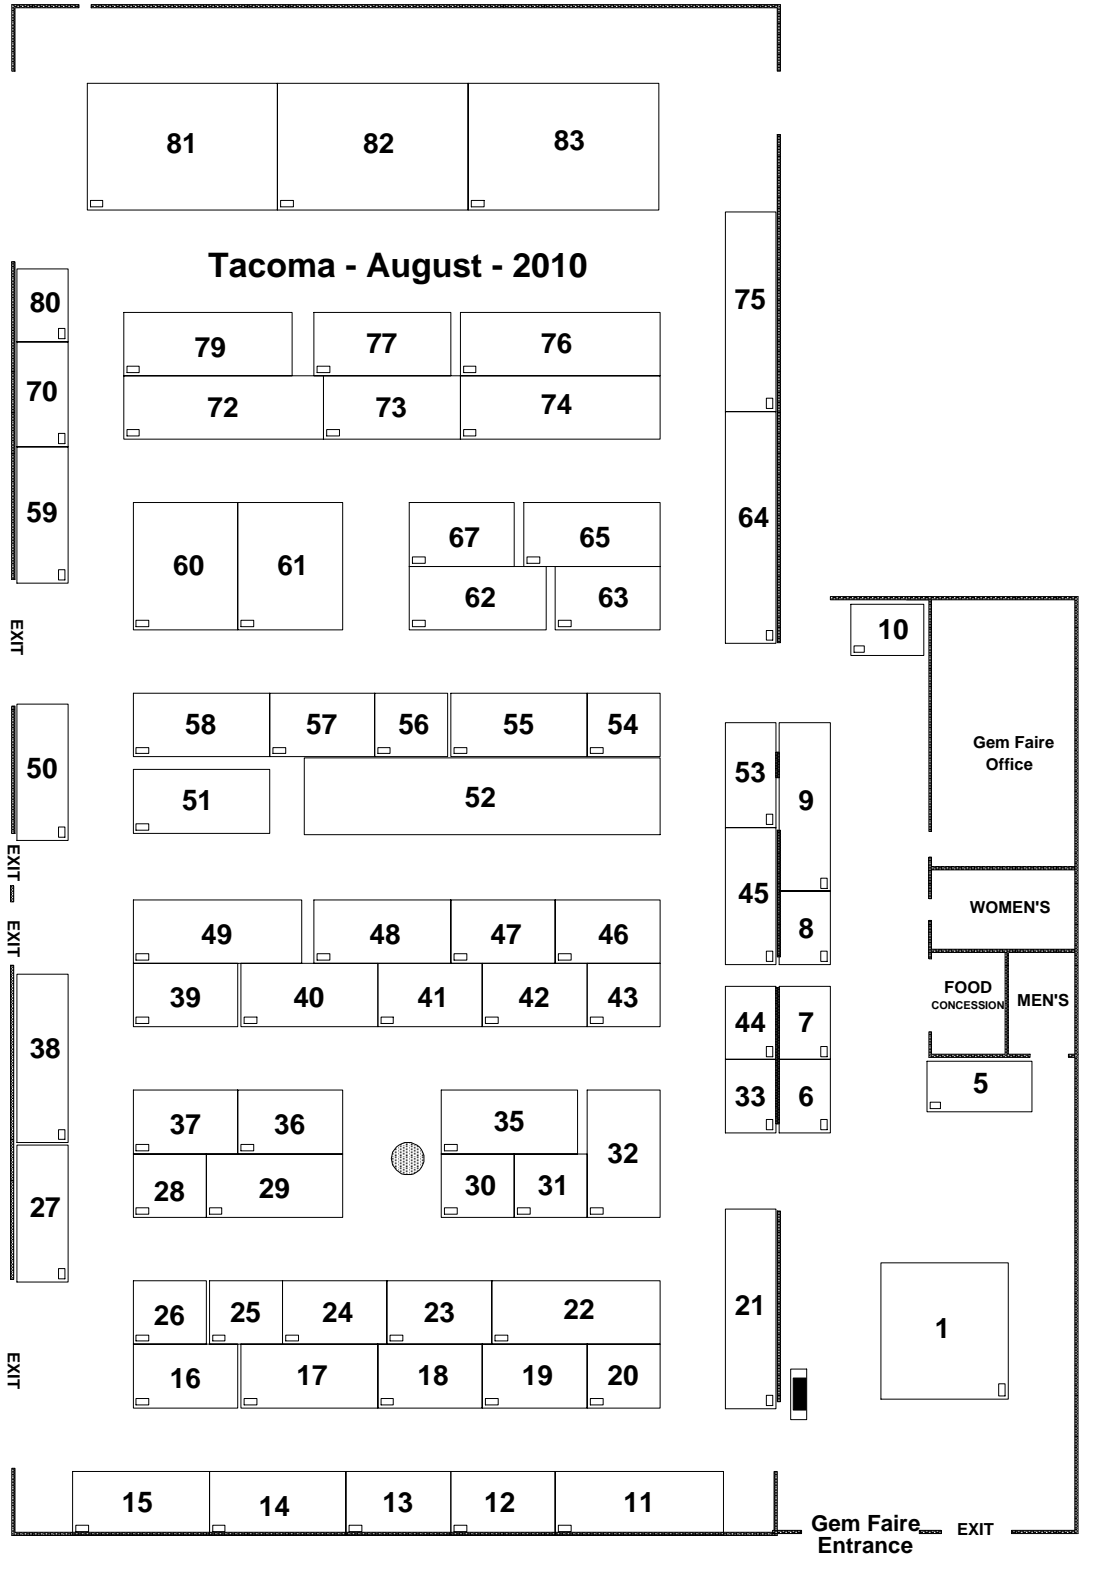 81 82 83
Tacoma - August - 2010
80
75
79 77 76
70
72 73 74
59
64
67 65
60 61
62 63
EXIT
10
58 57 56 55 54
Gem Faire
Office
50
53
51 52
9
EXIT
45
WOMEN'S
8
EXIT
49 48 47 46
FOOD
CONCESSION
MEN'S
39 40 41 42 43
44 7
38
5
33 6
37 36 35
32
28 29 30 31
27
26 25 24 23 22
21
1
EXIT
16 17 18 19 20
15 14 13 12 11
Gem Faire
Entrance
EXIT